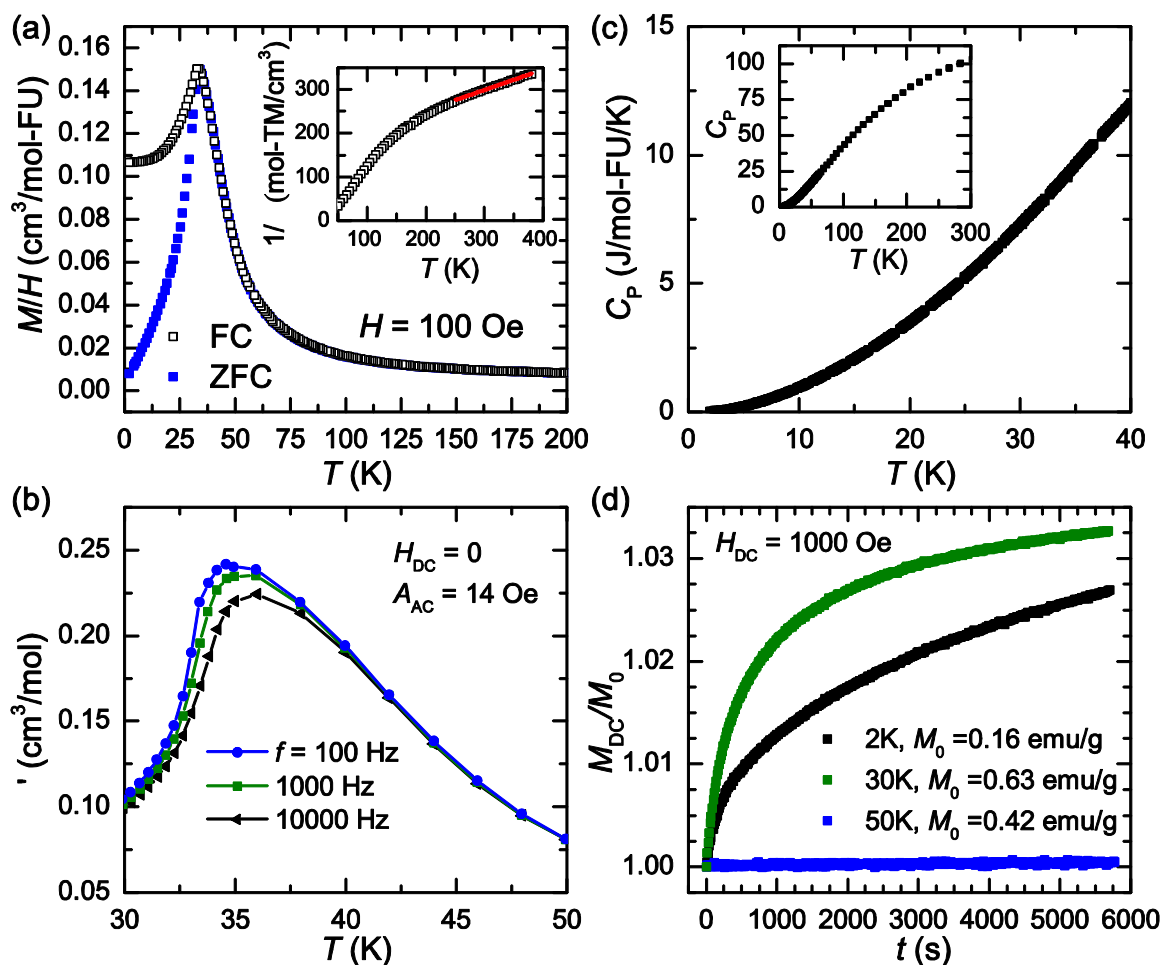 (a)
0.16
0.14
0.12
0.10
0.08
0.06
0.04
0.02
0.00
M/H (cm³/mol-FU)
0 25 50 75 100 125 150 175 200
T (K)
FC
ZFC
H = 100 Oe
1/ (mol-TM/cm³)
300
200
100
0
100 200 300 400
T (K)
(c)
15
10
5
0
C_P (J/mol-FU/K)
0 10 20 30 40
T (K)
100
75
50
25
0
C_P
0 100 200 300
T (K)
(b)
0.25
0.20
0.15
0.10
0.05
' (cm³/mol)
30 35 40 45 50
T (K)
H_DC = 0
A_AC = 14 Oe
f = 100 Hz
1000 Hz
10000 Hz
(d)
1.03
1.02
1.01
1.00
M_DC/M_0
0 1000 2000 3000 4000 5000 6000
t (s)
H_DC = 1000 Oe
2K, M_0 =0.16 emu/g
30K, M_0 =0.63 emu/g
50K, M_0 =0.42 emu/g